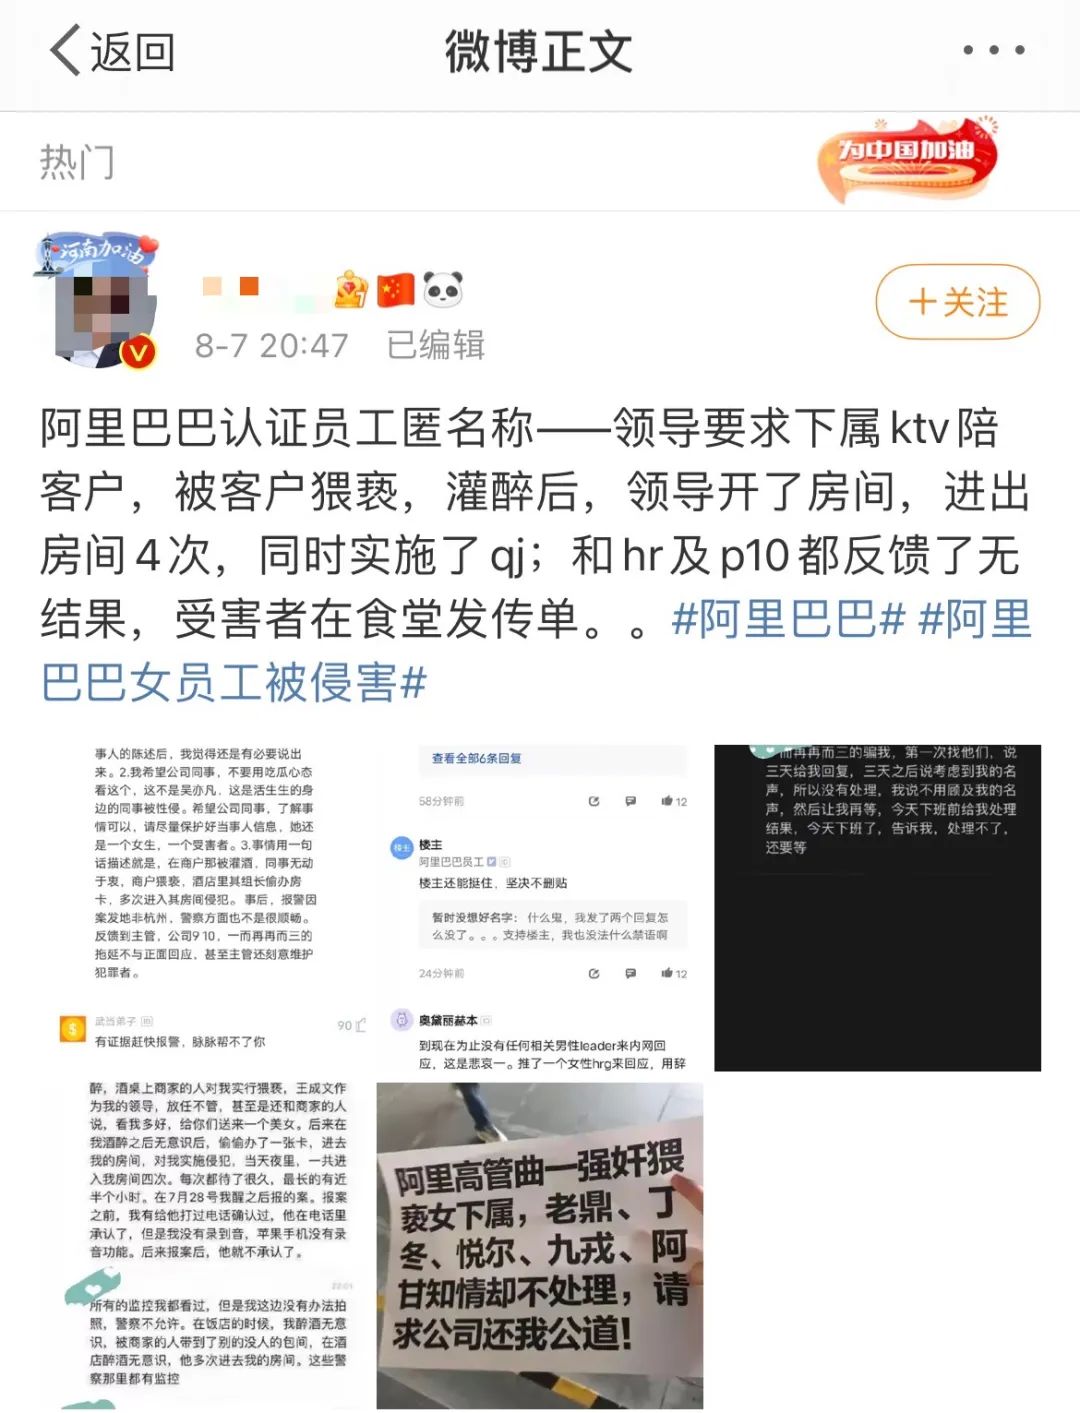 返回
微博正文
热门
为中国加油
河南加油
7
V
8-7 20:47 已编辑
+关注
阿里巴巴认证员工匿名称——领导要求下属ktv陪
客户，被客户猥亵，灌醉后，领导开了房间，进出
房间4次，同时实施了qj；和hr及p10都反馈了无
结果，受害者在食堂发传单。。#阿里巴巴# #阿里
巴巴女员工被侵害#
事人的陈述后，我觉得还是有必要说出
来。2.我希望公司同事，不要用吃瓜心态
看这个，这不是吴亦凡，这是活生生的身
边的同事被性侵。希望公司同事，了解事
情可以，请尽量保护好当事人信息，她还
是一个女生，一个受害者。3.事情用一句
话描述就是，在商户那被灌酒，同事无动
于衷，商户猥亵，酒店里其组长偷办房
卡，多次进入其房间侵犯。事后，报警因
案发地非杭州，警察方面也不是很顺畅。
反馈到主管，公司9 10，一而再再而三的
拖延不与正面回应，甚至主管还刻意维护
犯罪者。
武当弟子
90
有证据赶快报警，脉脉帮不了你
查看全部6条回复
58分钟前
12
楼主
楼主
阿里巴巴员工
楼主还能挺住，坚决不删贴
暂时没想好名字：什么鬼，我发了两个回复怎
么没了。。。支持楼主，我也没法什么禁语啊
24分钟前
12
奥黛丽赫本
到现在为止没有任何相关男性leader来内网回
应，这是悲哀一。推了一个女性hrg来回应，用辞
而再再而三的骗我，第一次找他们，说
三天给我回复，三天之后说考虑到我的名
声，所以没有处理，我说不用顾及我的名
声，然后让我再等，今天下班前给我处理
结果，今天下班了，告诉我，处理不了，
还要等
醉，酒桌上商家的人对我实行猥亵，王成文作
为我的领导，放任不管，甚至是还和商家的人
说，看我多好，给你们送来一个美女。后来在
我酒醉之后无意识后，偷偷办了一张卡，进去
我的房间，对我实施侵犯，当天夜里，一共进
入我房间四次。每次都待了很久，最长的有近
半个小时。在7月28号我醒之后报的案。报案
之前，我有给他打过电话确认过，他在电话里
承认了，但是我没有录到音，苹果手机没有录
音功能。后来报案后，他就不承认了。
22:01
所有的监控我都看过，但是我这边没有办法拍
照，警察不允许。在饭店的时候，我醉酒无意
识，被商家的人带到了别的没人的包间，在酒
店醉酒无意识，他多次进去我的房间。这些警
察那里都有监控
阿里高管曲一强奸猥
亵女下属，老鼎、丁
冬、悦尔、九戎、阿
甘知情却不处理，请
求公司还我公道!